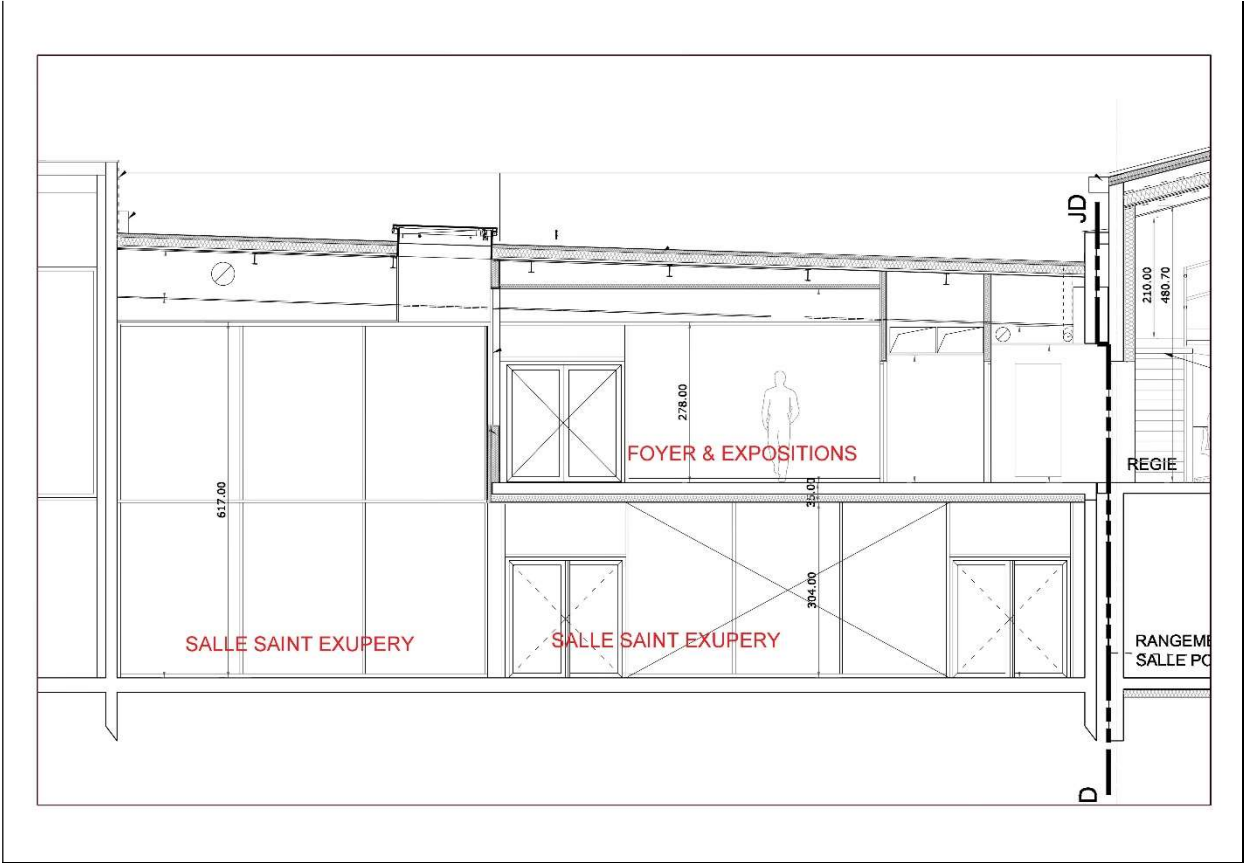 JD
210.00
480.70
278.00
FOYER & EXPOSITIONS
REGIE
617.00
35.00
304.00
SALLE SAINT EXUPERY
SALLE SAINT EXUPERY
RANGEME
SALLE PO
D